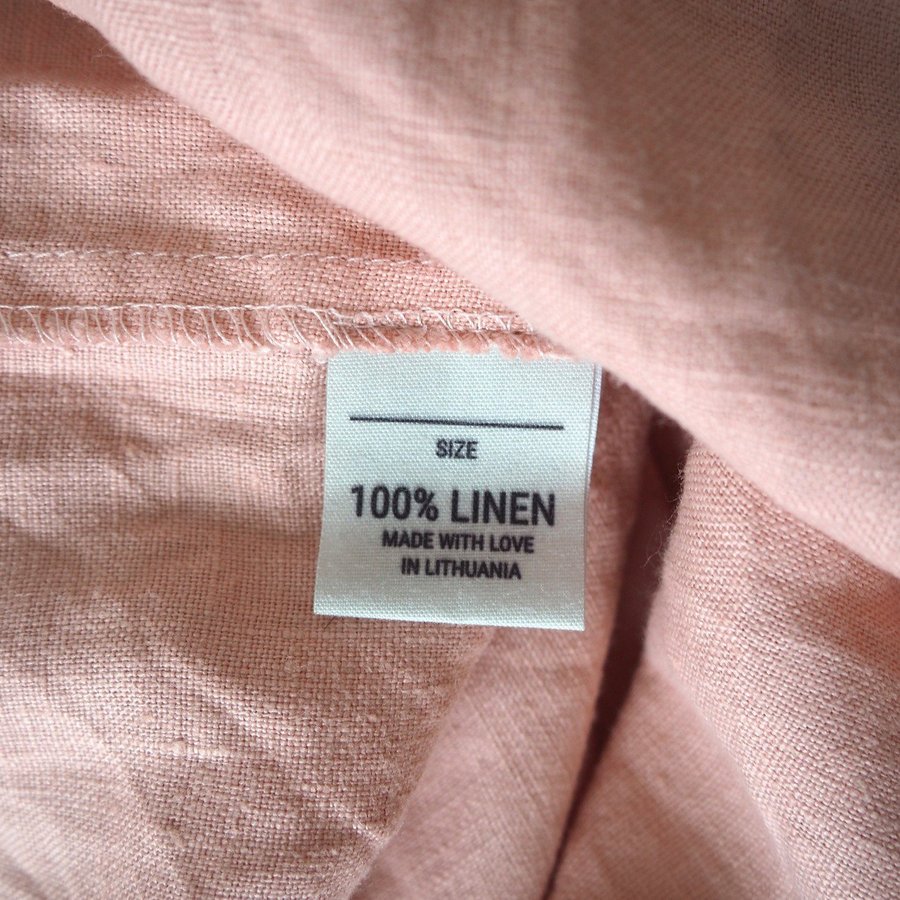 SIZE
100% LINEN
MADE WITH LOVE
IN LITHUANIA